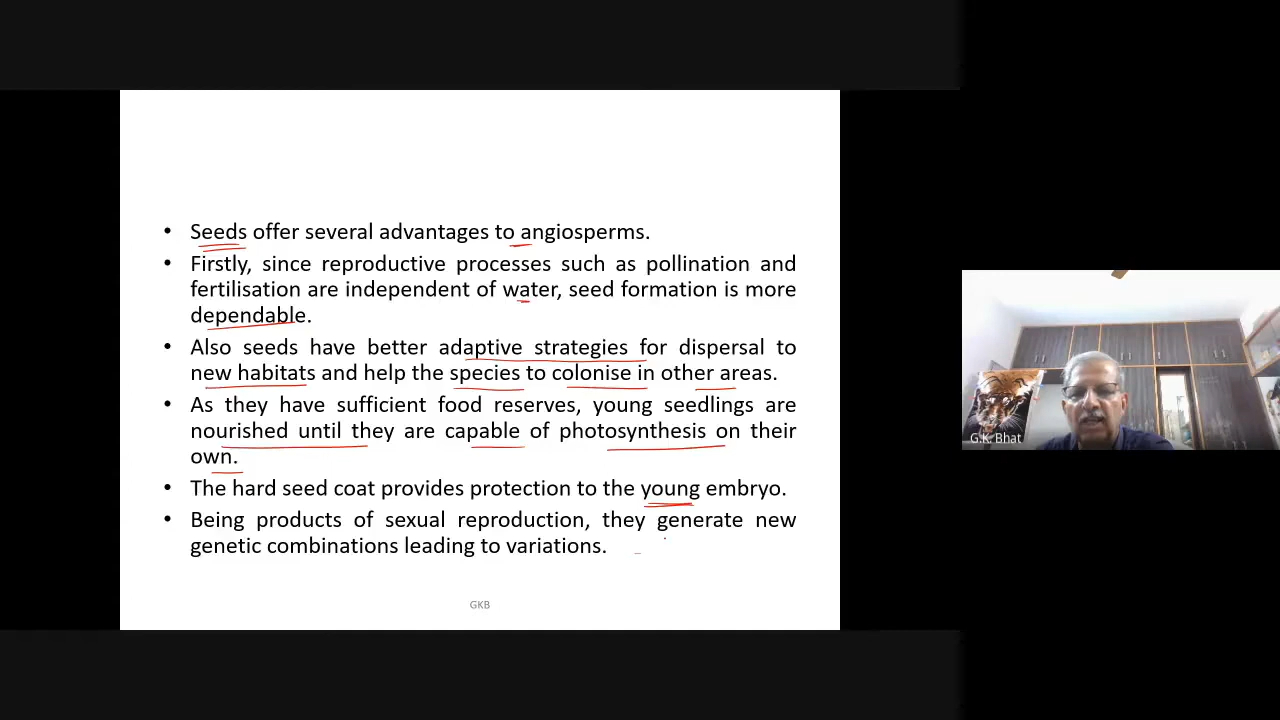 • Seeds offer several advantages to angiosperms.
• Firstly, since reproductive processes such as pollination and
fertilisation are independent of water, seed formation is more
dependable.
• Also seeds have better adaptive strategies for dispersal to
new habitats and help the species to colonise in other areas.
• As they have sufficient food reserves, young seedlings are
nourished until they are capable of photosynthesis on their
own.
• The hard seed coat provides protection to the young embryo.
• Being products of sexual reproduction, they generate new
genetic combinations leading to variations.
GKB
G.K. Bhat